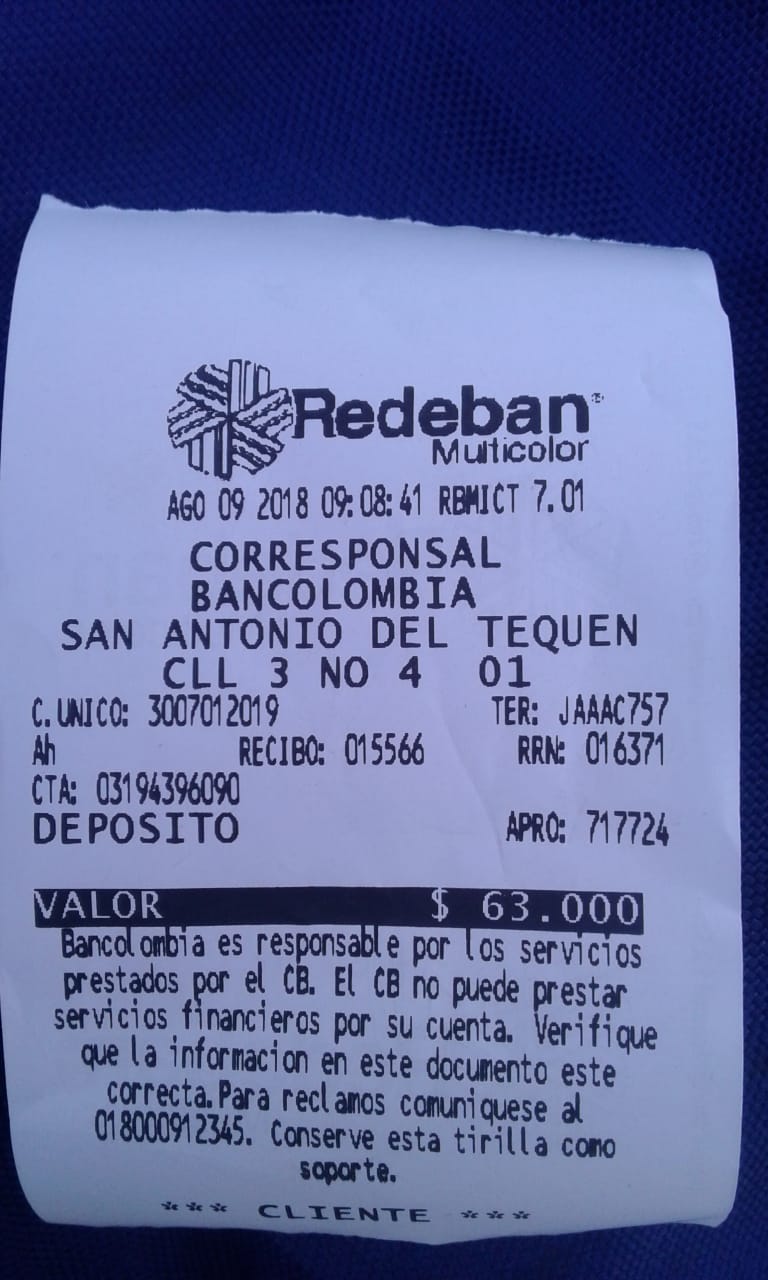 Redeban®
Multicolor
AGO 09 2018 09:08:41 RBMICT 7.01
CORRESPONSAL
BANCOLOMBIA
SAN ANTONIO DEL TEQUEN
CLL 3 NO 4 01
C.UNICO: 3007012019 TER: JAAAC757
Ah RECIBO: 015566 RRN: 016371
CTA: 03194396090
DEPOSITO APRO: 717724
VALOR $ 63.000
Bancolombia es responsable por los servicios
prestados por el CB. El CB no puede prestar
servicios financieros por su cuenta. Verifique
que la informacion en este documento este
correcta.Para reclamos comuniquese al
018000912345. Conserve esta tirilla como
soporte.
*** CLIENTE ***